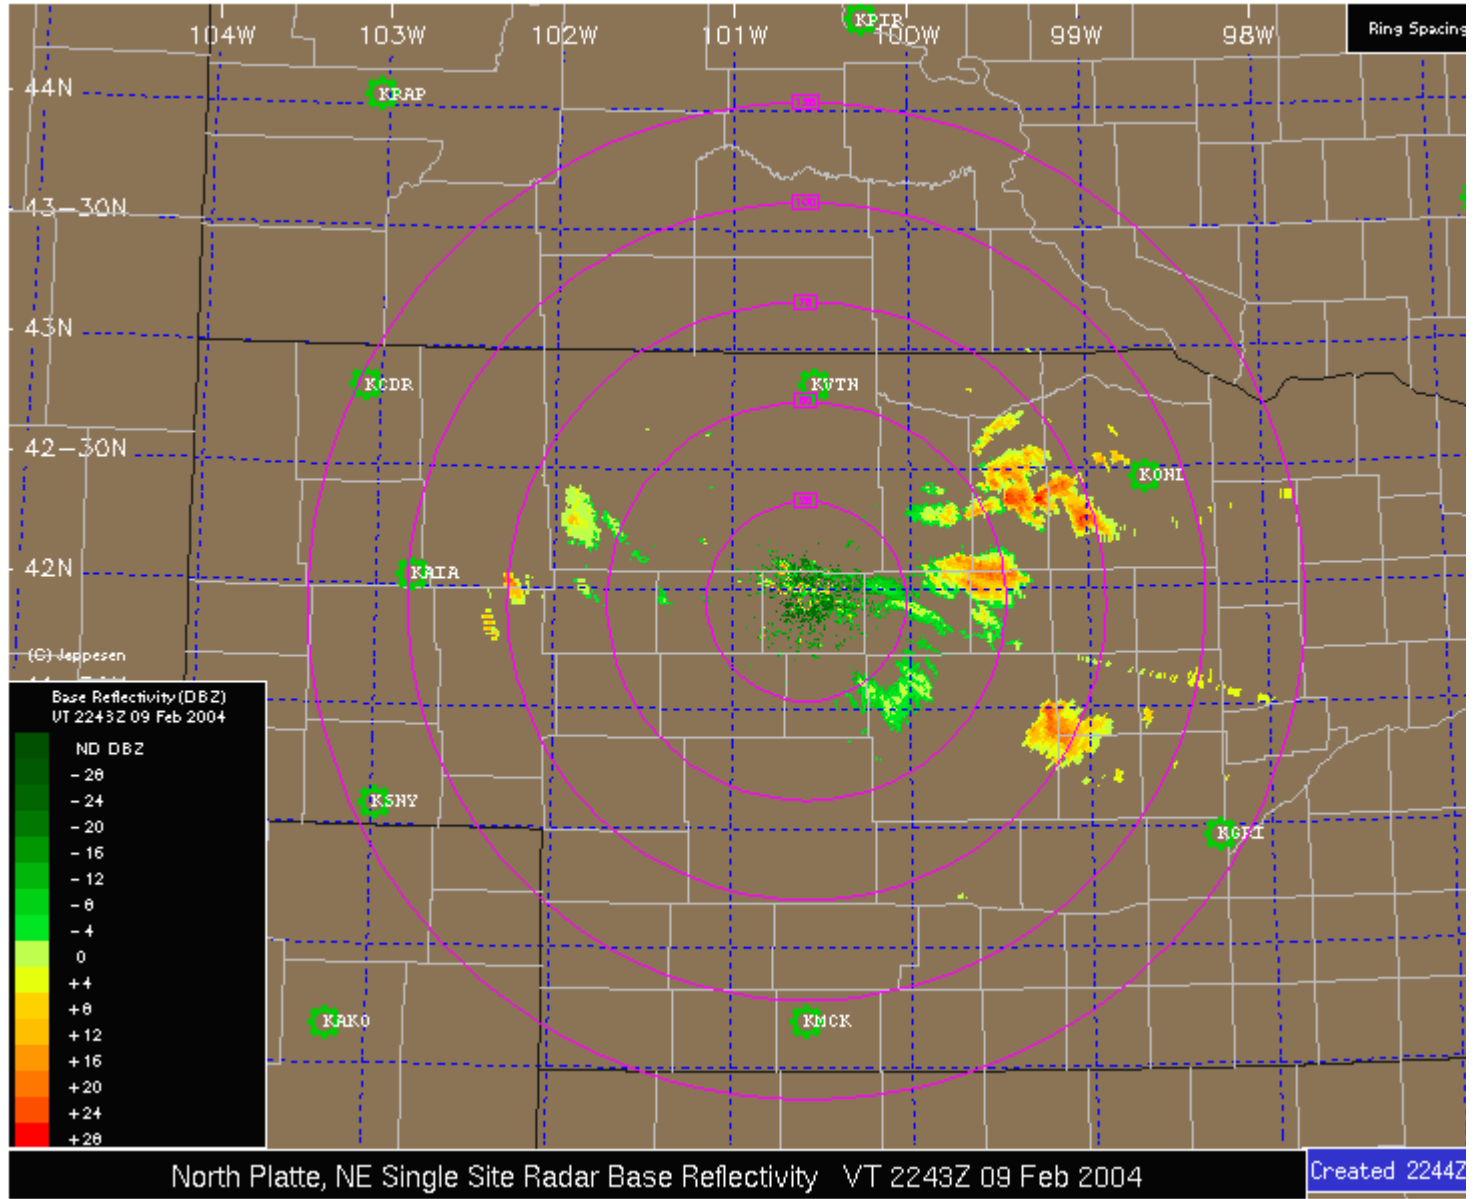 KPIR
104W 103W 102W 101W 100W 99W 98W
Ring Spacing
44N
KRAP
43-30N
43N
KCDR
KVTN
42-30N
KONL
42N
KAIA
(C) Jeppesen
Base Reflectivity(DBZ)
VT 2243Z 09 Feb 2004
ND DBZ
-28
-24
-20
-16
-12
-8
-4
0
+4
+8
+12
+16
+20
+24
+28
KSNY
KGRI
KAKO
KMCK
North Platte, NE Single Site Radar Base Reflectivity VT 2243Z 09 Feb 2004
Created 2244Z